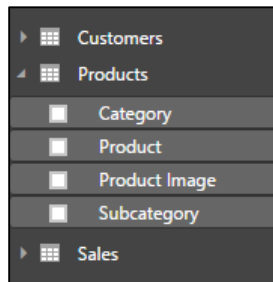 Customers
Products
Category
Product
Product Image
Subcategory
Sales